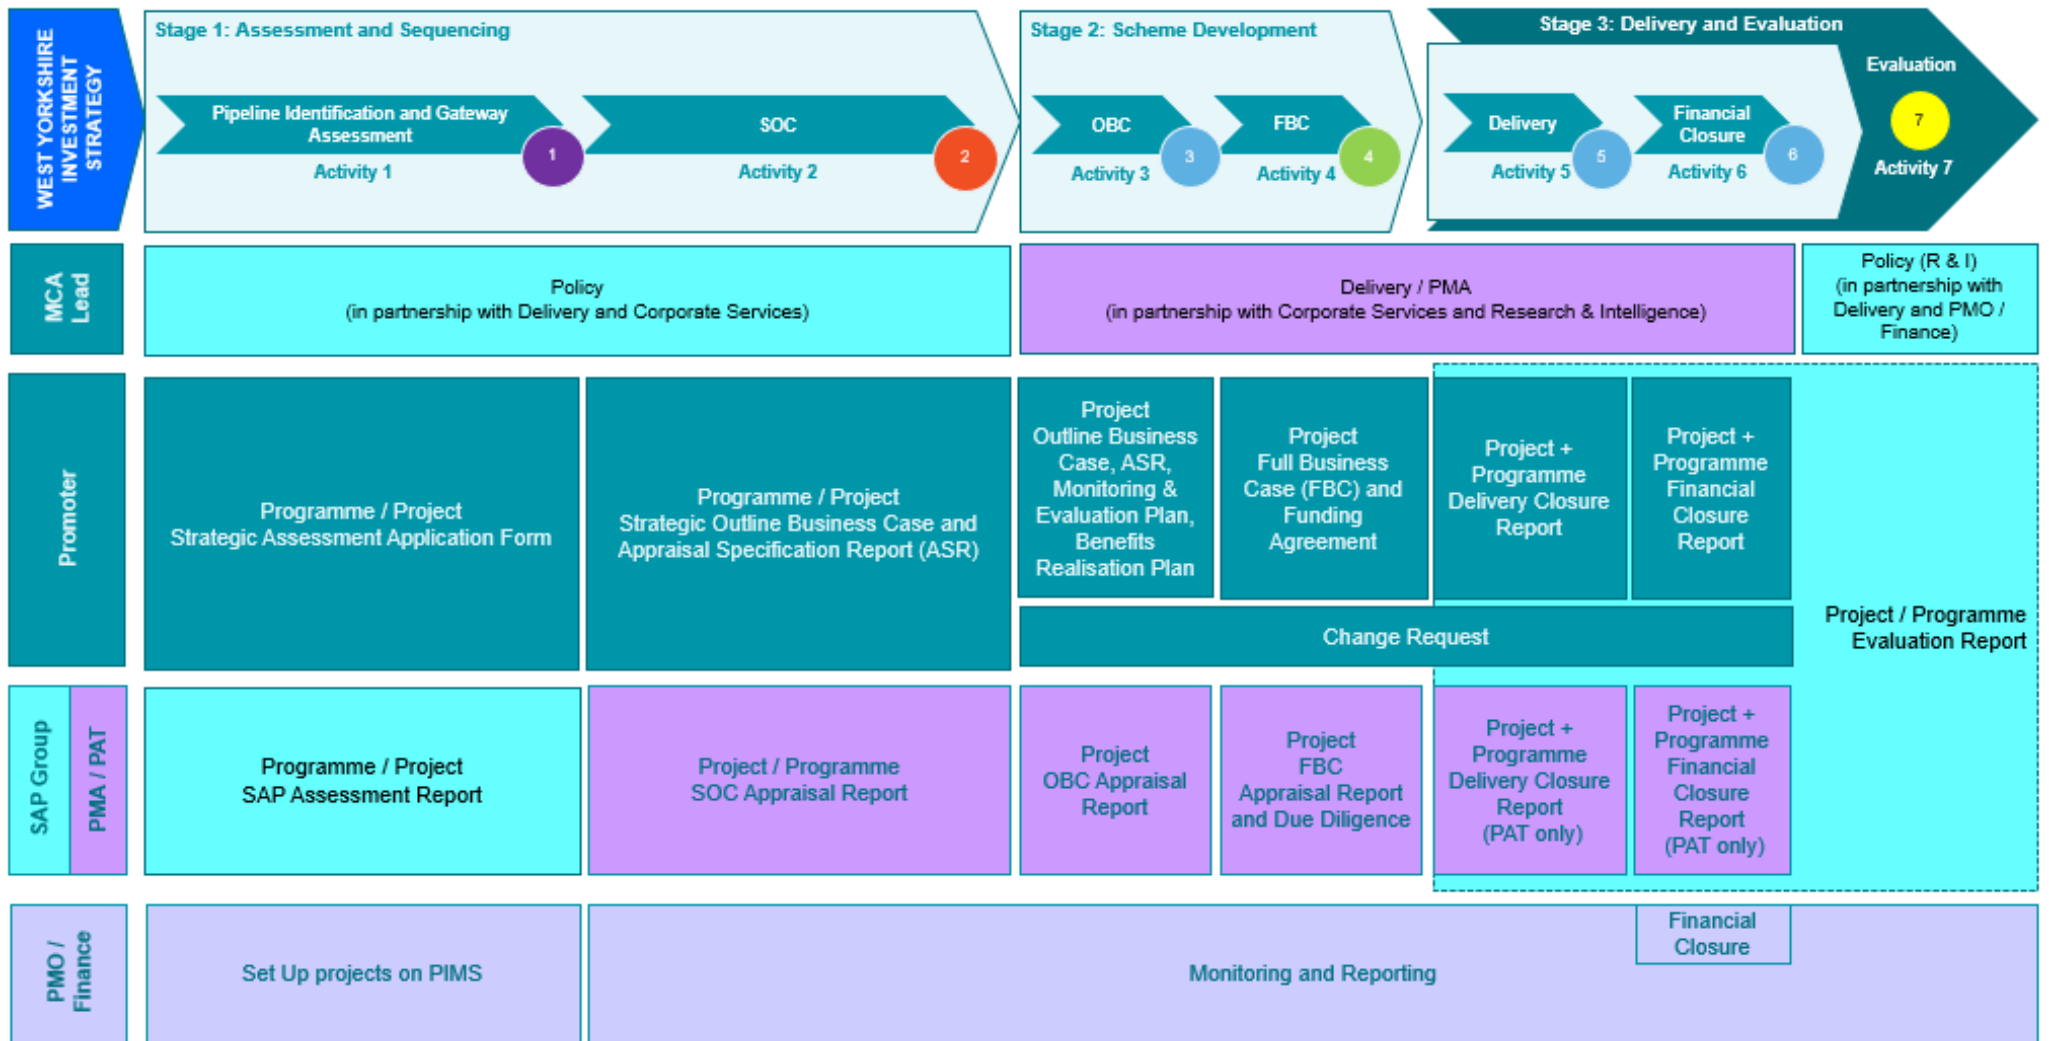 WEST YORKSHIRE
INVESTMENT
STRATEGY
Stage 1: Assessment and Sequencing
Pipeline Identification and Gateway
Assessment
1
Activity 1
SOC
2
Activity 2
Stage 2: Scheme Development
OBC
3
Activity 3
FBC
4
Activity 4
Stage 3: Delivery and Evaluation
Delivery
5
Activity 5
Financial
Closure
6
Activity 6
Evaluation
7
Activity 7
MCA
Lead
Policy
(in partnership with Delivery and Corporate Services)
Delivery / PMA
(in partnership with Corporate Services and Research & Intelligence)
Policy (R & I)
(in partnership with
Delivery and PMO /
Finance)
Promoter
Programme / Project
Strategic Assessment Application Form
Programme / Project
Strategic Outline Business Case and
Appraisal Specification Report (ASR)
Project
Outline Business
Case, ASR,
Monitoring &
Evaluation Plan,
Benefits
Realisation Plan
Project
Full Business
Case (FBC) and
Funding
Agreement
Project +
Programme
Delivery Closure
Report
Project +
Programme
Financial
Closure
Report
Change Request
Project / Programme
Evaluation Report
SAP Group
PMA / PAT
Programme / Project
SAP Assessment Report
Project / Programme
SOC Appraisal Report
Project
OBC Appraisal
Report
Project
FBC
Appraisal Report
and Due Diligence
Project +
Programme
Delivery Closure
Report
(PAT only)
Project +
Programme
Financial
Closure
Report
(PAT only)
PMO /
Finance
Set Up projects on PIMS
Monitoring and Reporting
Financial
Closure